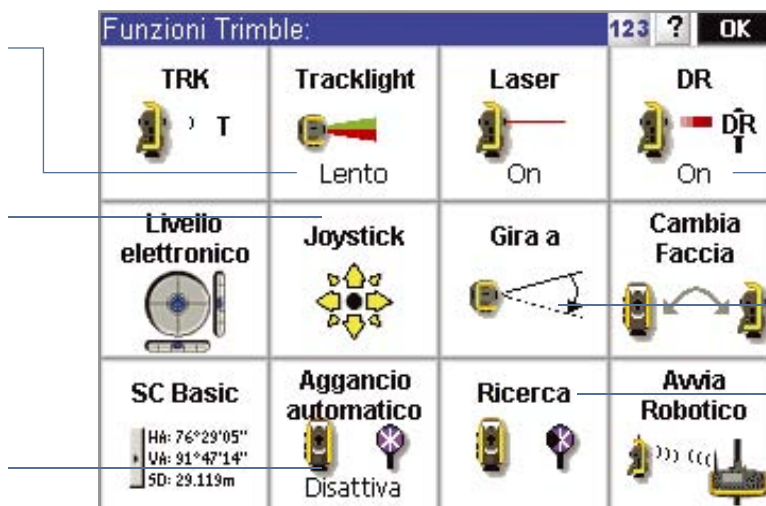 Funzioni Trimble:
123 ? OK
TRK
T
Tracklight
Lento
Laser
On
DR
DR
On
Livello
elettronico
Joystick
Gira a
Cambia
Faccia
SC Basic
HA: 76°29'05"
VA: 91°47'14"
SD: 29.119m
Aggancio
automatico
Disattiva
Ricerca
Avvia
Robotico